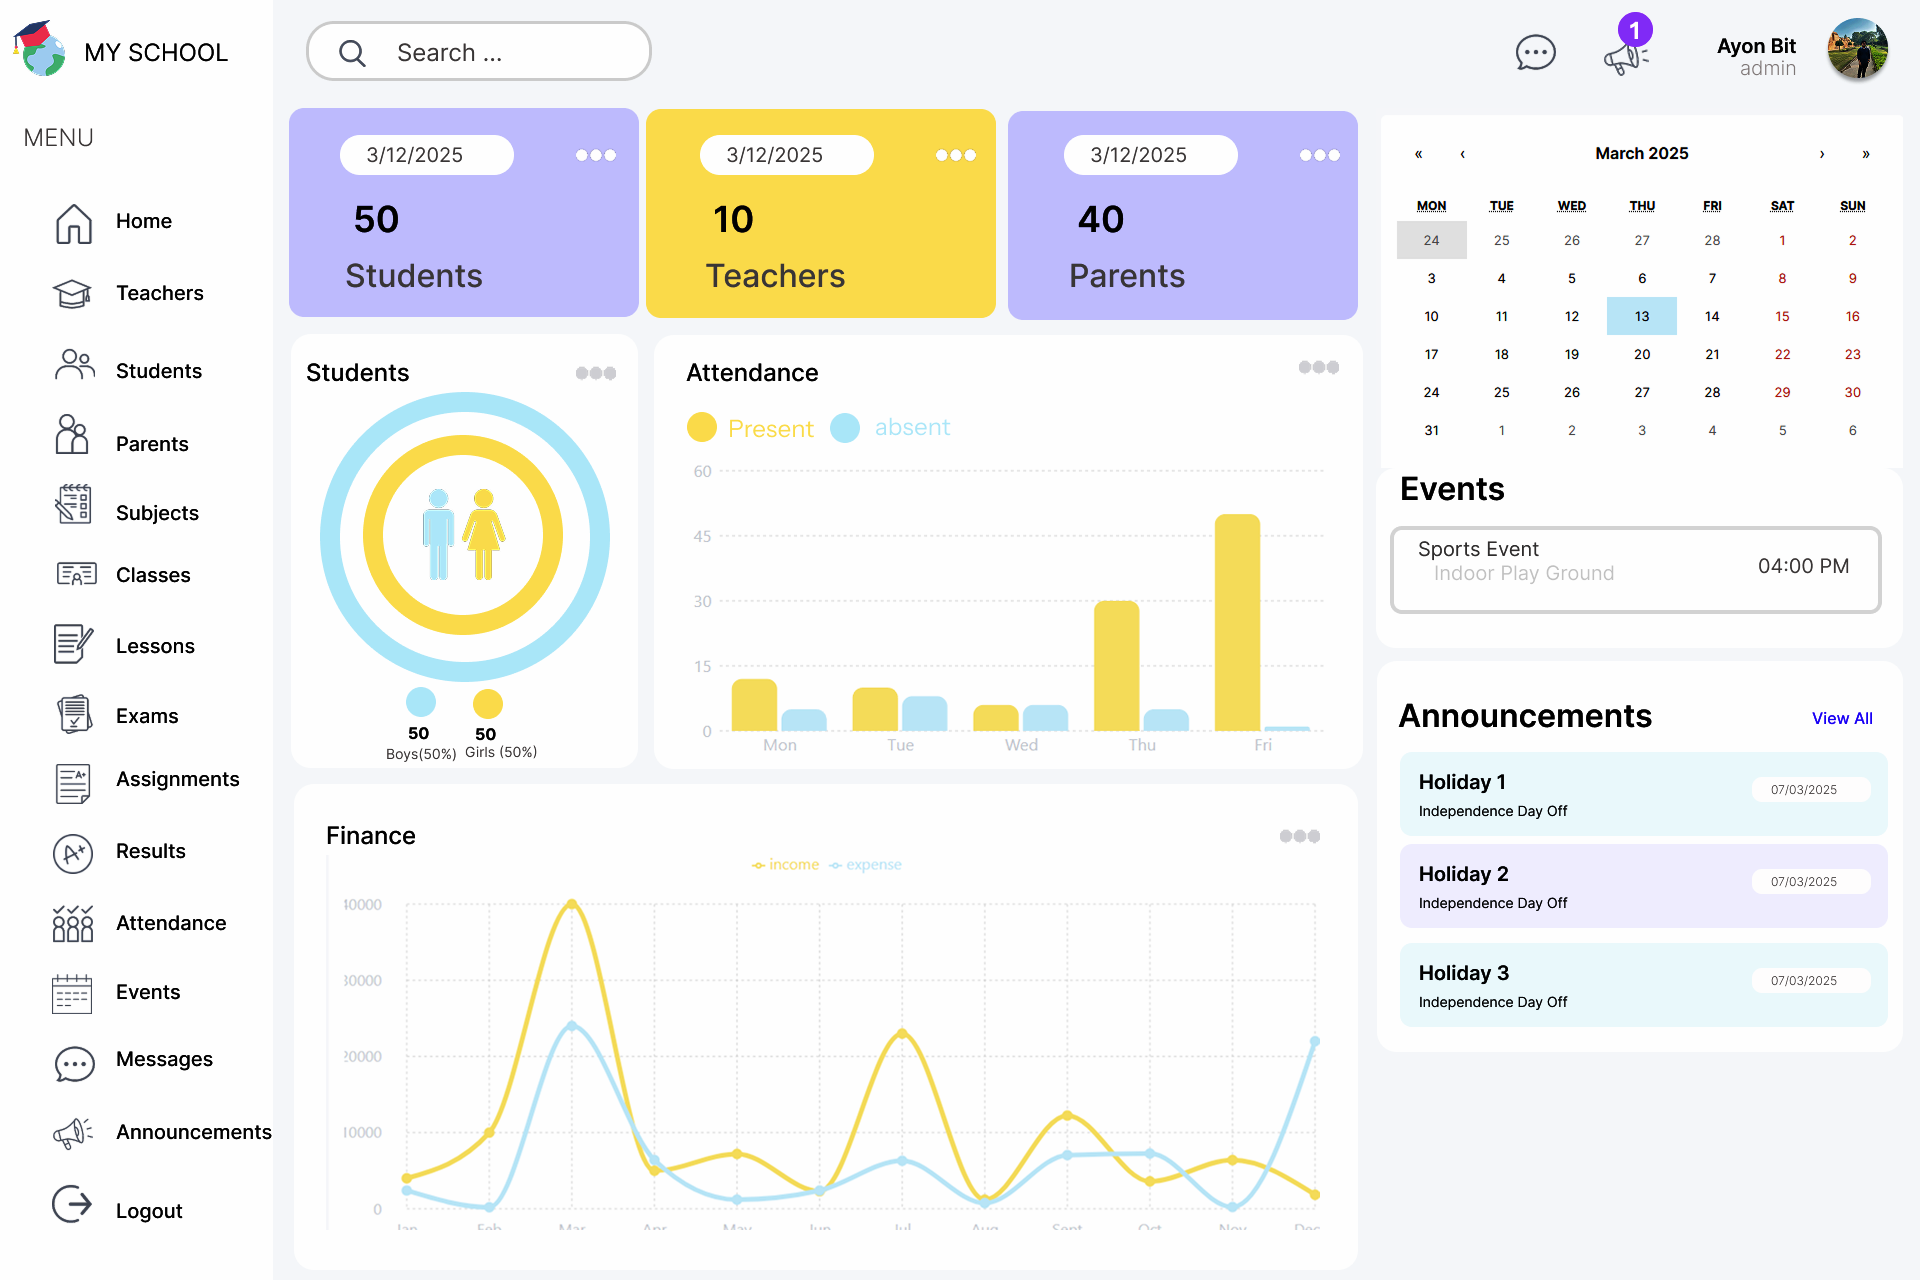 MY SCHOOL
Search ...
1
Ayon Bit
admin
MENU
Home
Teachers
Students
Parents
Subjects
Classes
Lessons
Exams
Assignments
Results
Attendance
Events
Messages
Announcements
Logout
3/12/2025
50
Students
3/12/2025
10
Teachers
3/12/2025
40
Parents
Students
50
Boys(50%)
50
Girls (50%)
Attendance
Present absent
60
45
30
15
0
Mon Tue Wed Thu Fri
Finance
income expense
40000
30000
20000
10000
0
Jan Feb Mar Apr May Jun Jul Aug Sept Oct Nov Dec
« ‹ March 2025 › »
MON TUE WED THU FRI SAT SUN
24 25 26 27 28 1 2
3 4 5 6 7 8 9
10 11 12 13 14 15 16
17 18 19 20 21 22 23
24 25 26 27 28 29 30
31 1 2 3 4 5 6
Events
Sports Event
Indoor Play Ground
04:00 PM
Announcements
View All
Holiday 1
07/03/2025
Independence Day Off
Holiday 2
07/03/2025
Independence Day Off
Holiday 3
07/03/2025
Independence Day Off